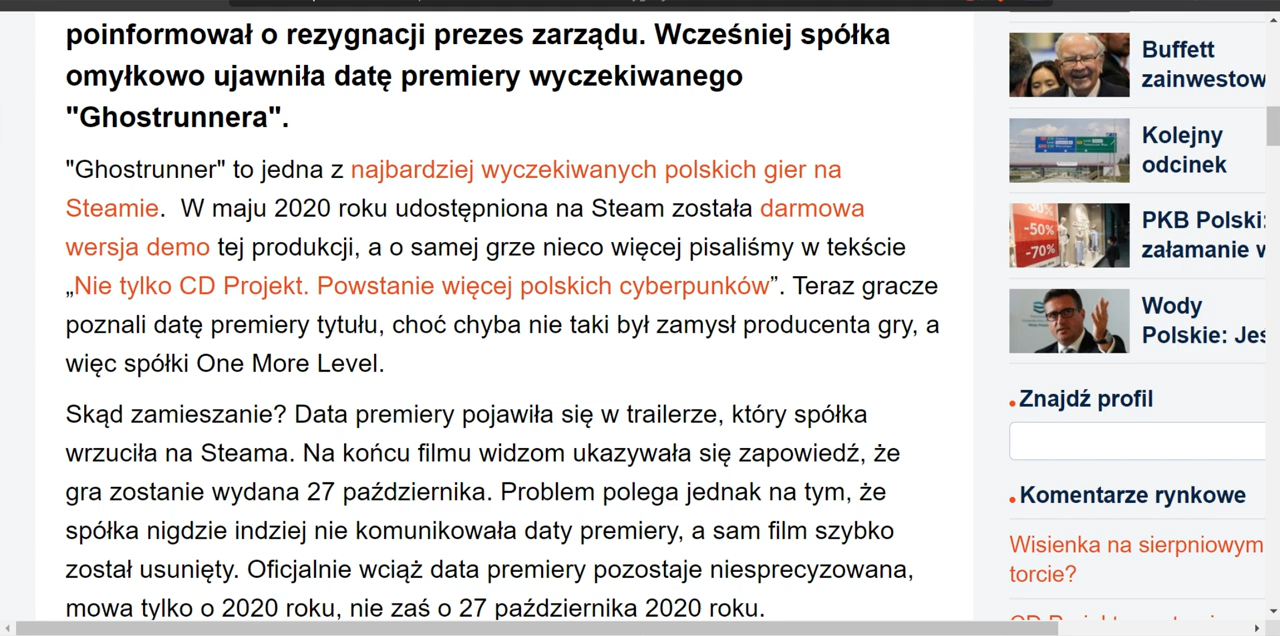 poinformował o rezygnacji prezes zarządu. Wcześniej spółka
omyłkowo ujawniła datę premiery wyczekiwanego
"Ghostrunnera".
"Ghostrunner" to jedna z najbardziej wyczekiwanych polskich gier na
Steamie. W maju 2020 roku udostępniona na Steam została darmowa
wersja demo tej produkcji, a o samej grze nieco więcej pisaliśmy w tekście
„Nie tylko CD Projekt. Powstanie więcej polskich cyberpunków”. Teraz gracze
poznali datę premiery tytułu, choć chyba nie taki był zamysł producenta gry, a
więc spółki One More Level.
Skąd zamieszanie? Data premiery pojawiła się w trailerze, który spółka
wrzuciła na Steama. Na końcu filmu widzom ukazywała się zapowiedź, że
gra zostanie wydana 27 października. Problem polega jednak na tym, że
spółka nigdzie indziej nie komunikowała daty premiery, a sam film szybko
został usunięty. Oficjalnie wciąż data premiery pozostaje niesprecyzowana,
mowa tylko o 2020 roku, nie zaś o 27 października 2020 roku.
Buffett
zainwestow
Kolejny
odcinek
-50%
-70%
PKB Polski:
załamanie w
Wody
Polskie: Jes
Znajdź profil
Komentarze rynkowe
Wisienka na sierpniowym
torcie?